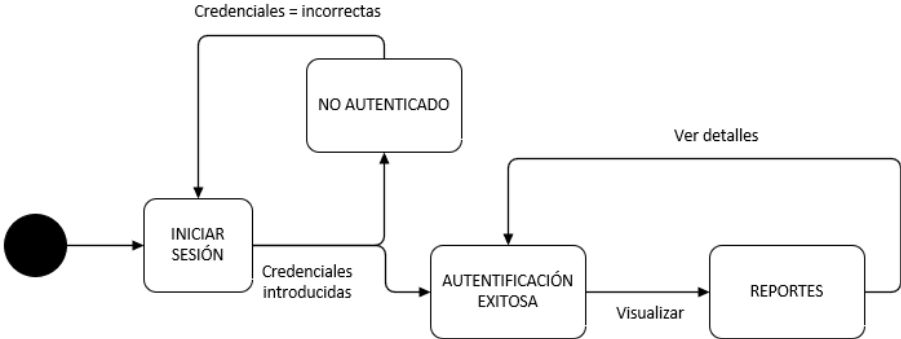 Credenciales = incorrectas
NO AUTENTICADO
Ver detalles
INICIAR
SESIÓN
Credenciales
introducidas
AUTENTIFICACIÓN
EXITOSA
Visualizar
REPORTES